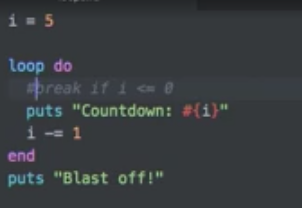 i = 5
loop do
#break if i <= 0
puts "Countdown: #{i}"
i -= 1
end
puts "Blast off!"